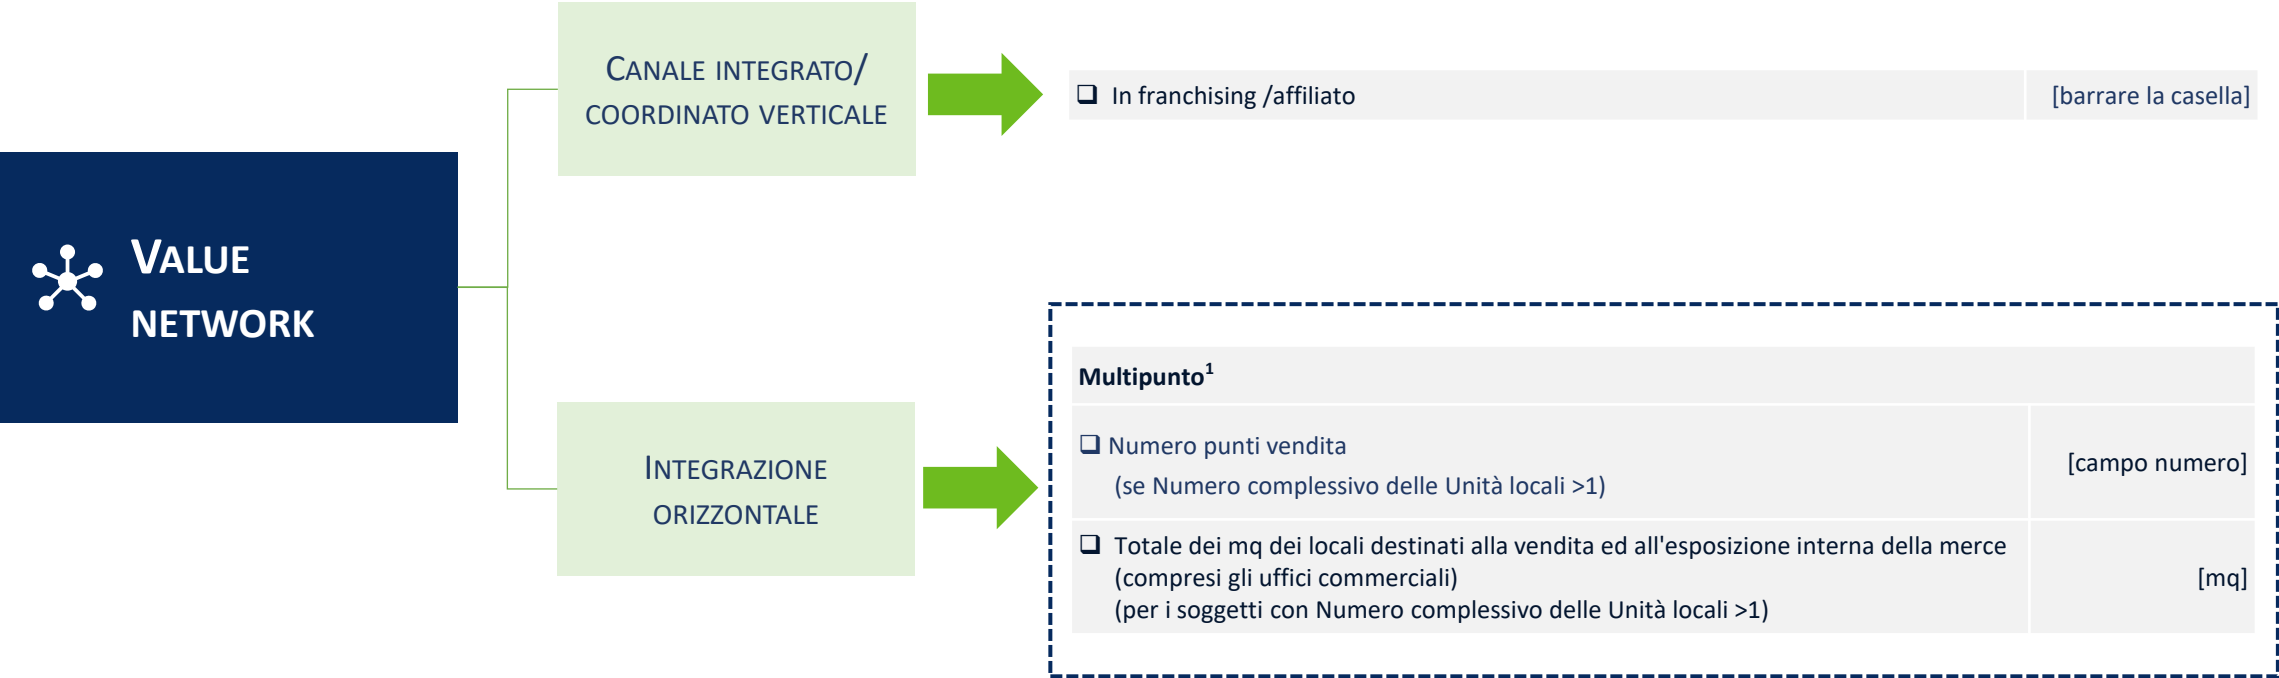 VALUE
NETWORK
CANALE INTEGRATO/
COORDINATO VERTICALE
❑ In franchising /affiliato [barrare la casella]
INTEGRAZIONE
ORIZZONTALE
Multipunto¹
❑ Numero punti vendita
(se Numero complessivo delle Unità locali >1)
[campo numero]
❑ Totale dei mq dei locali destinati alla vendita ed all'esposizione interna della merce
(compresi gli uffici commerciali)
(per i soggetti con Numero complessivo delle Unità locali >1)
[mq]